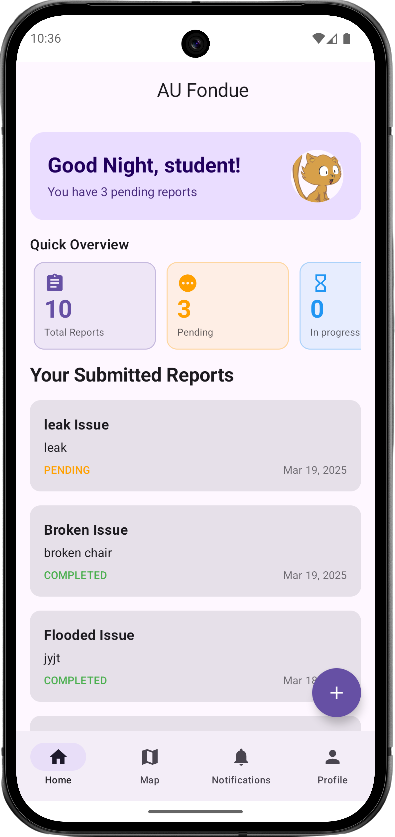 10:36
AU Fondue
Good Night, student!
You have 3 pending reports
Quick Overview
10
Total Reports
3
Pending
0
In progress
Your Submitted Reports
leak Issue
leak
PENDING
Mar 19, 2025
Broken Issue
broken chair
COMPLETED
Mar 19, 2025
Flooded Issue
jyjt
COMPLETED
Mar
+
Home
Map
Notifications
Profile